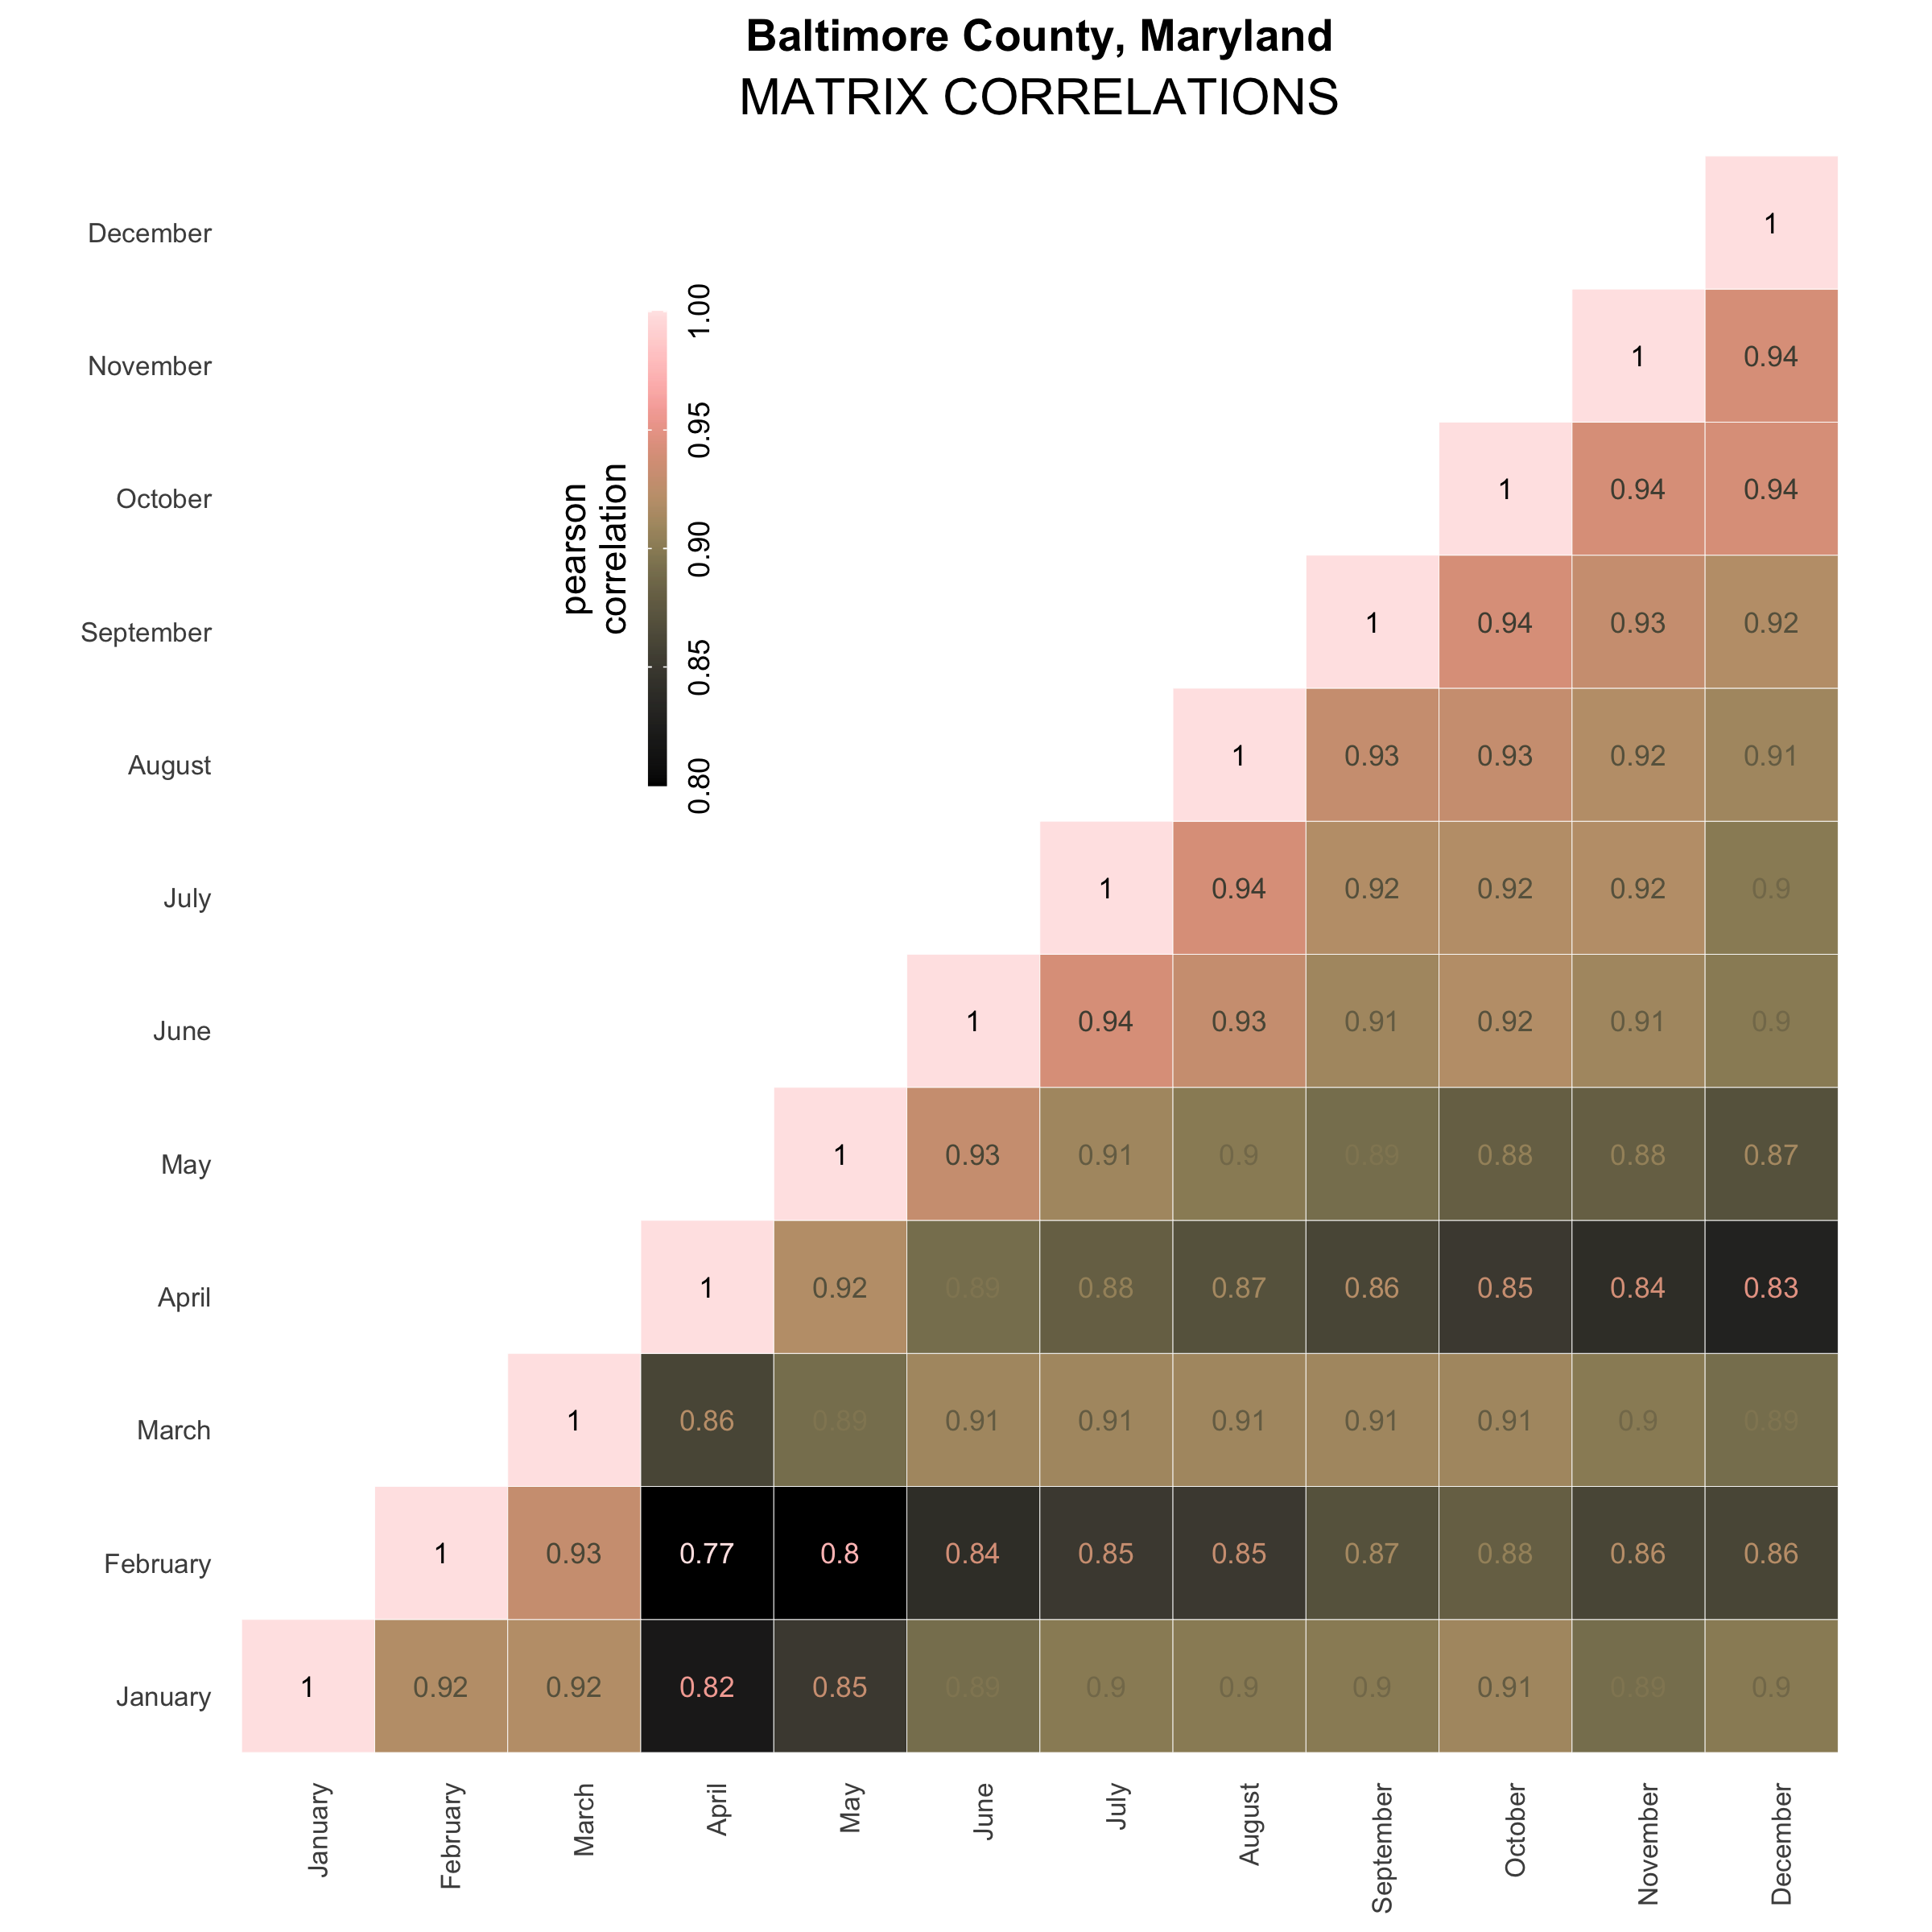 Baltimore County, Maryland
MATRIX CORRELATIONS
pearson
correlation
1.00
0.95
0.90
0.85
0.80
December 1
November 1 0.94
October 1 0.94 0.94
September 1 0.94 0.93 0.92
August 1 0.93 0.93 0.92 0.91
July 1 0.94 0.92 0.92 0.92 0.9
June 1 0.94 0.93 0.91 0.92 0.91 0.9
May 1 0.93 0.91 0.9 0.89 0.88 0.88 0.87
April 1 0.92 0.89 0.88 0.87 0.86 0.85 0.84 0.83
March 1 0.86 0.89 0.91 0.91 0.91 0.91 0.91 0.9 0.89
February 1 0.93 0.77 0.8 0.84 0.85 0.85 0.87 0.88 0.86 0.86
January 1 0.92 0.92 0.82 0.85 0.89 0.9 0.9 0.9 0.91 0.89 0.9
January February March April May June July August September October November December